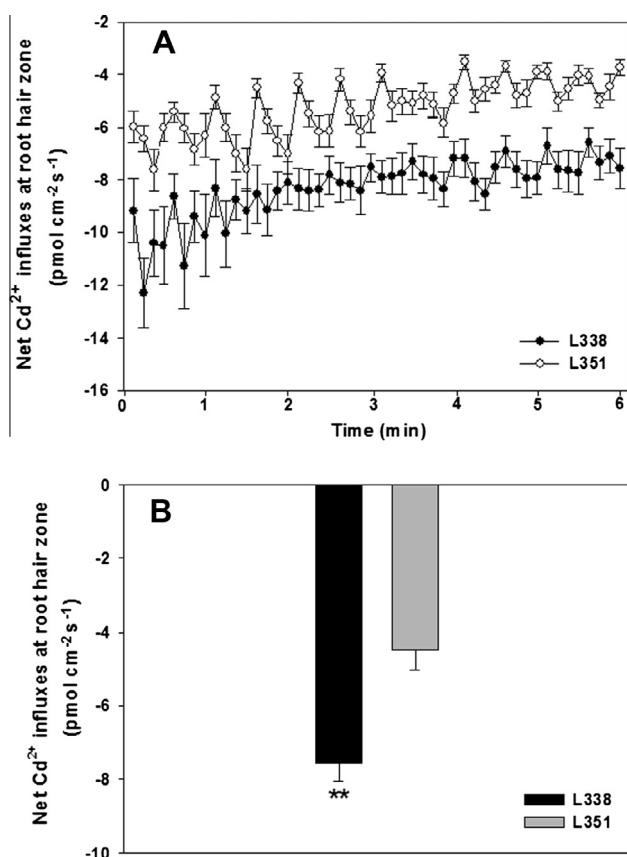 A
Net Cd²⁺ influxes at root hair zone
(pmol cm⁻² s⁻¹)
-2
-4
-6
-8
-10
-12
-14
-16
L338
L351
0 1 2 3 4 5 6
Time (min)
B
Net Cd²⁺ influxes at root hair zone
(pmol cm⁻² s⁻¹)
0
-2
-4
-6
-8
-10
**
L338
L351